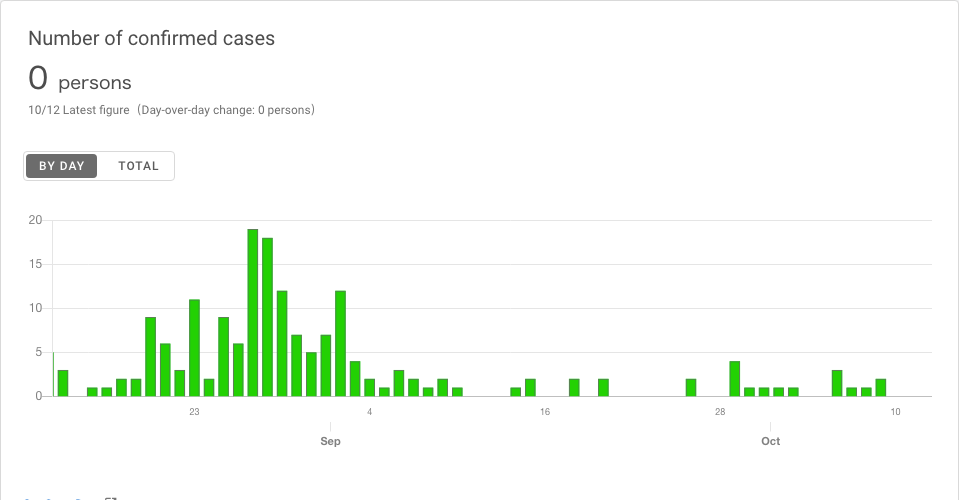 Number of confirmed cases
0 persons
10/12 Latest figure (Day-over-day change: 0 persons)
BY DAY TOTAL
20
15
10
5
0
23 4 16 28 10
Sep Oct